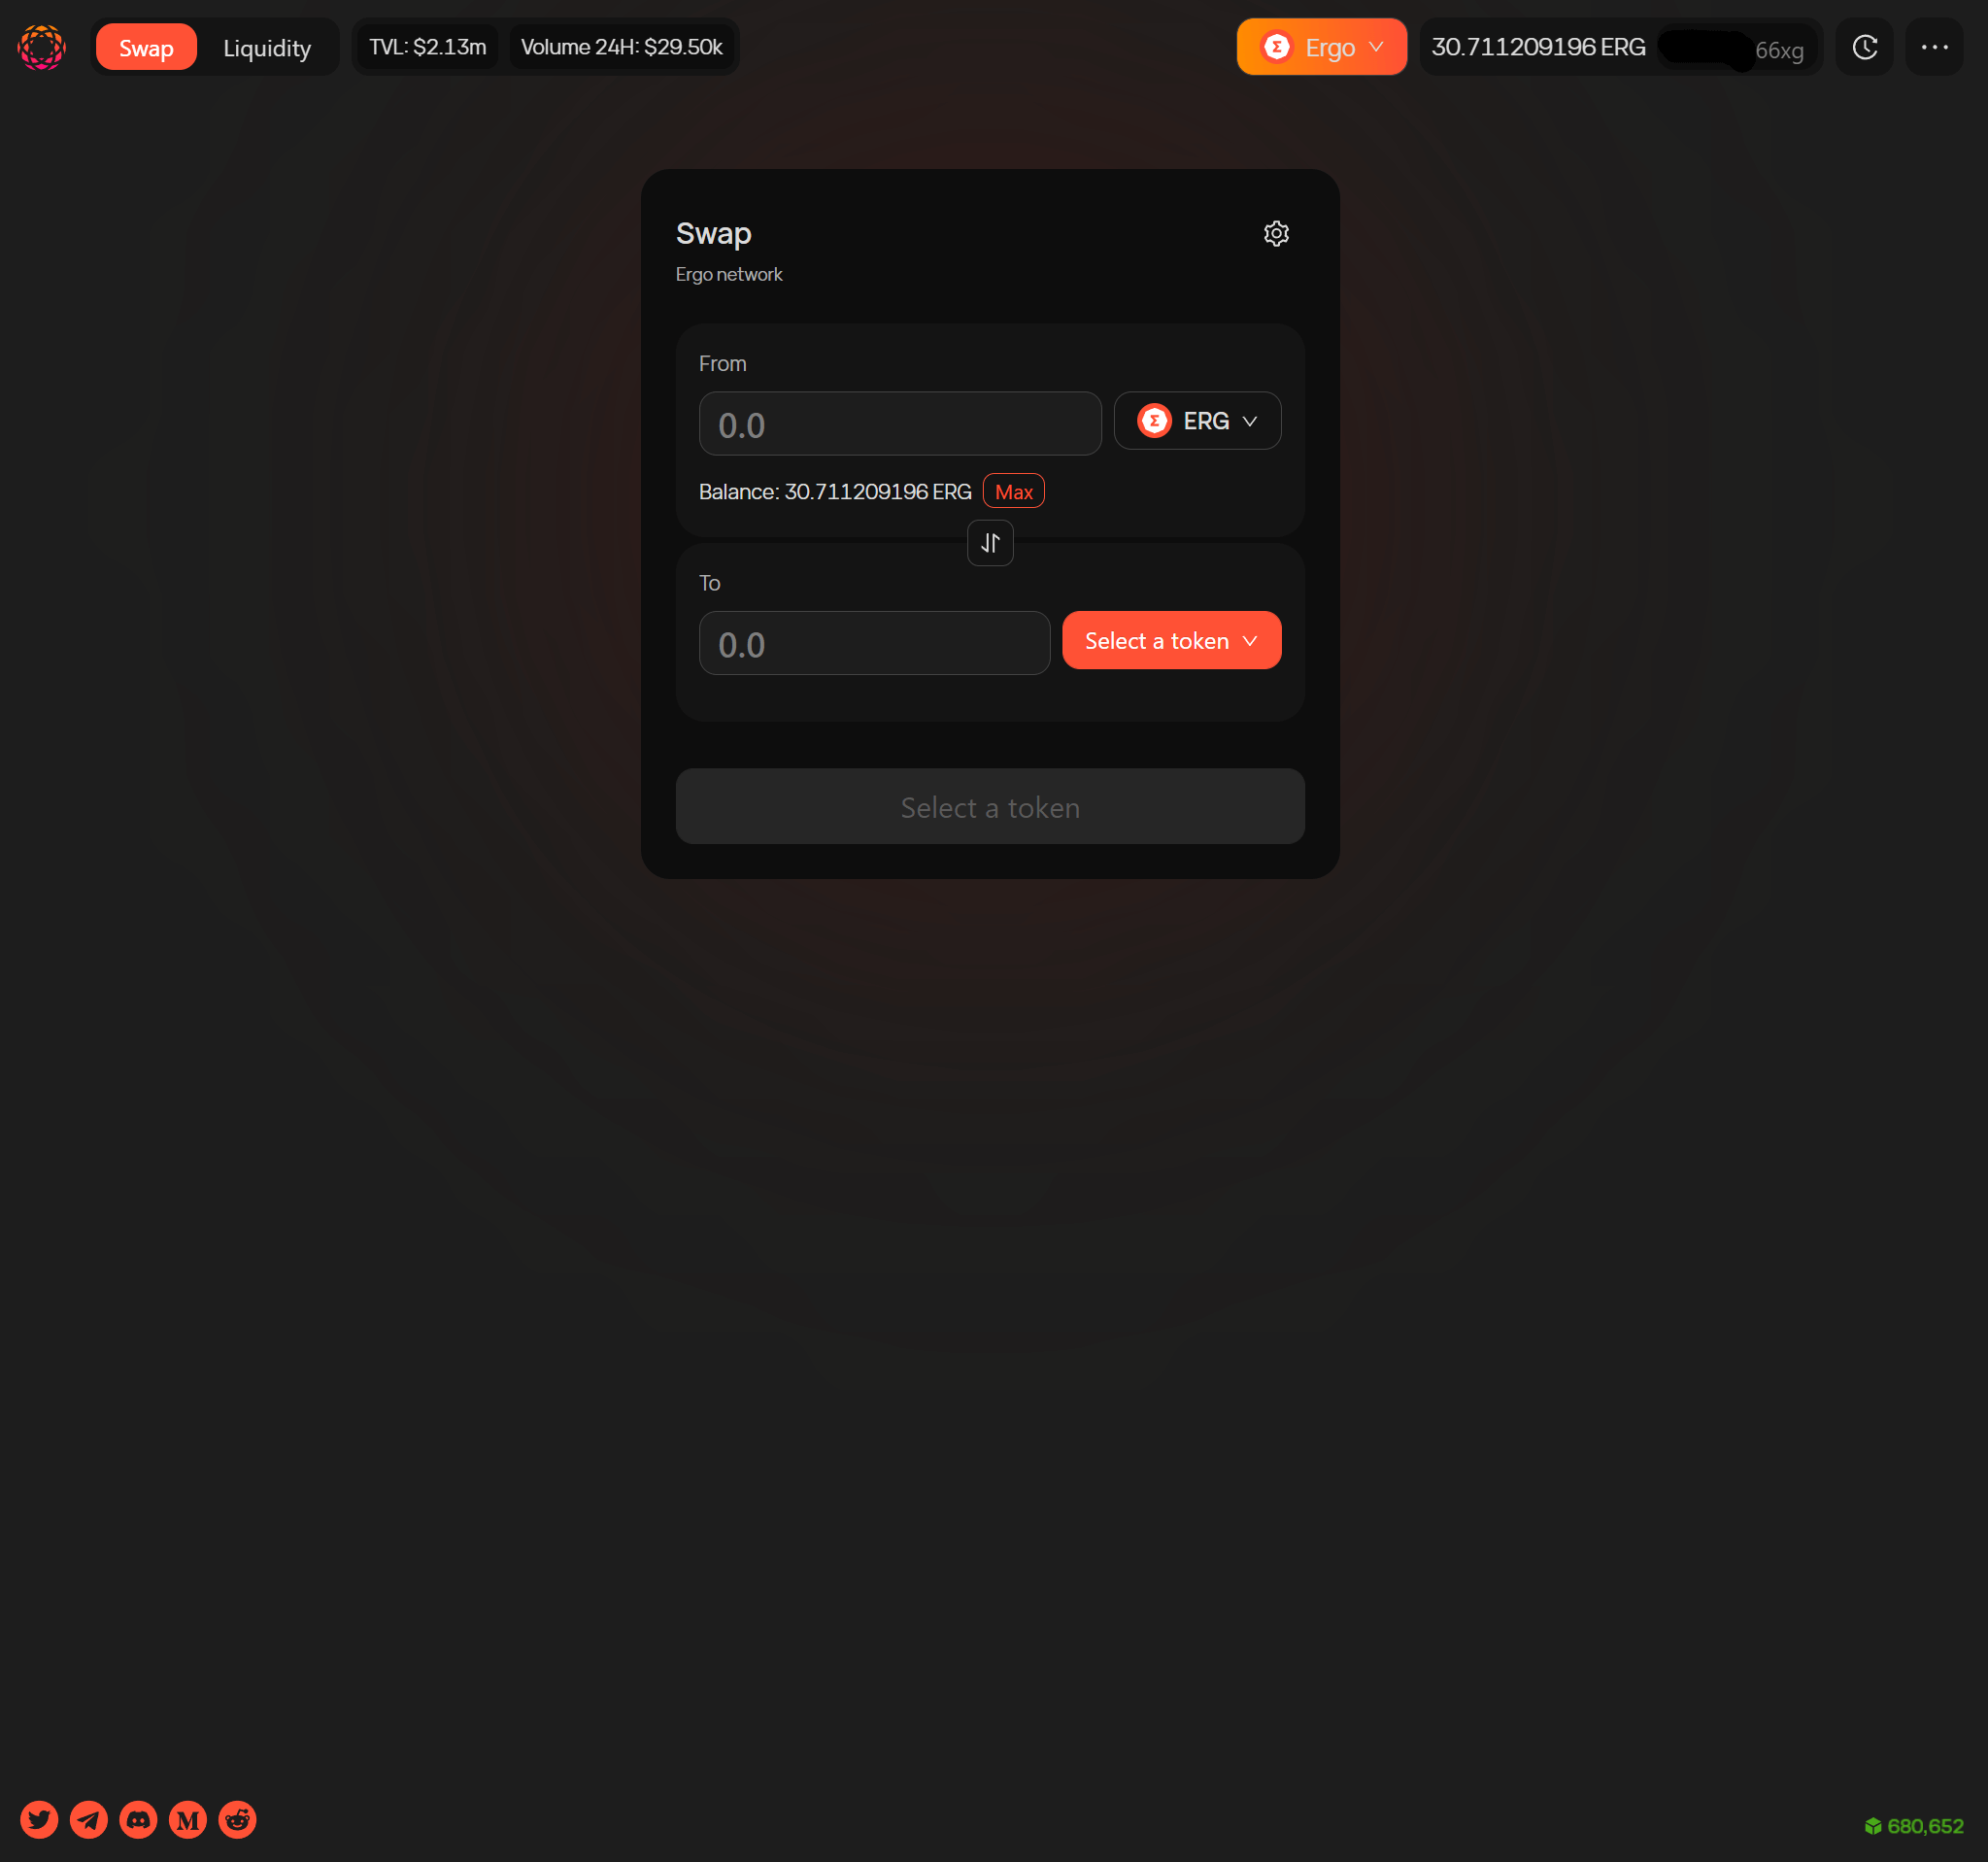 Swap Liquidity TVL: $2.13m Volume 24H: $29.50k Ergo 30.711209196 ERG 66xg
Swap
Ergo network
From
0.0 ERG
Balance: 30.711209196 ERG Max
To
0.0 Select a token
Select a token
680,652